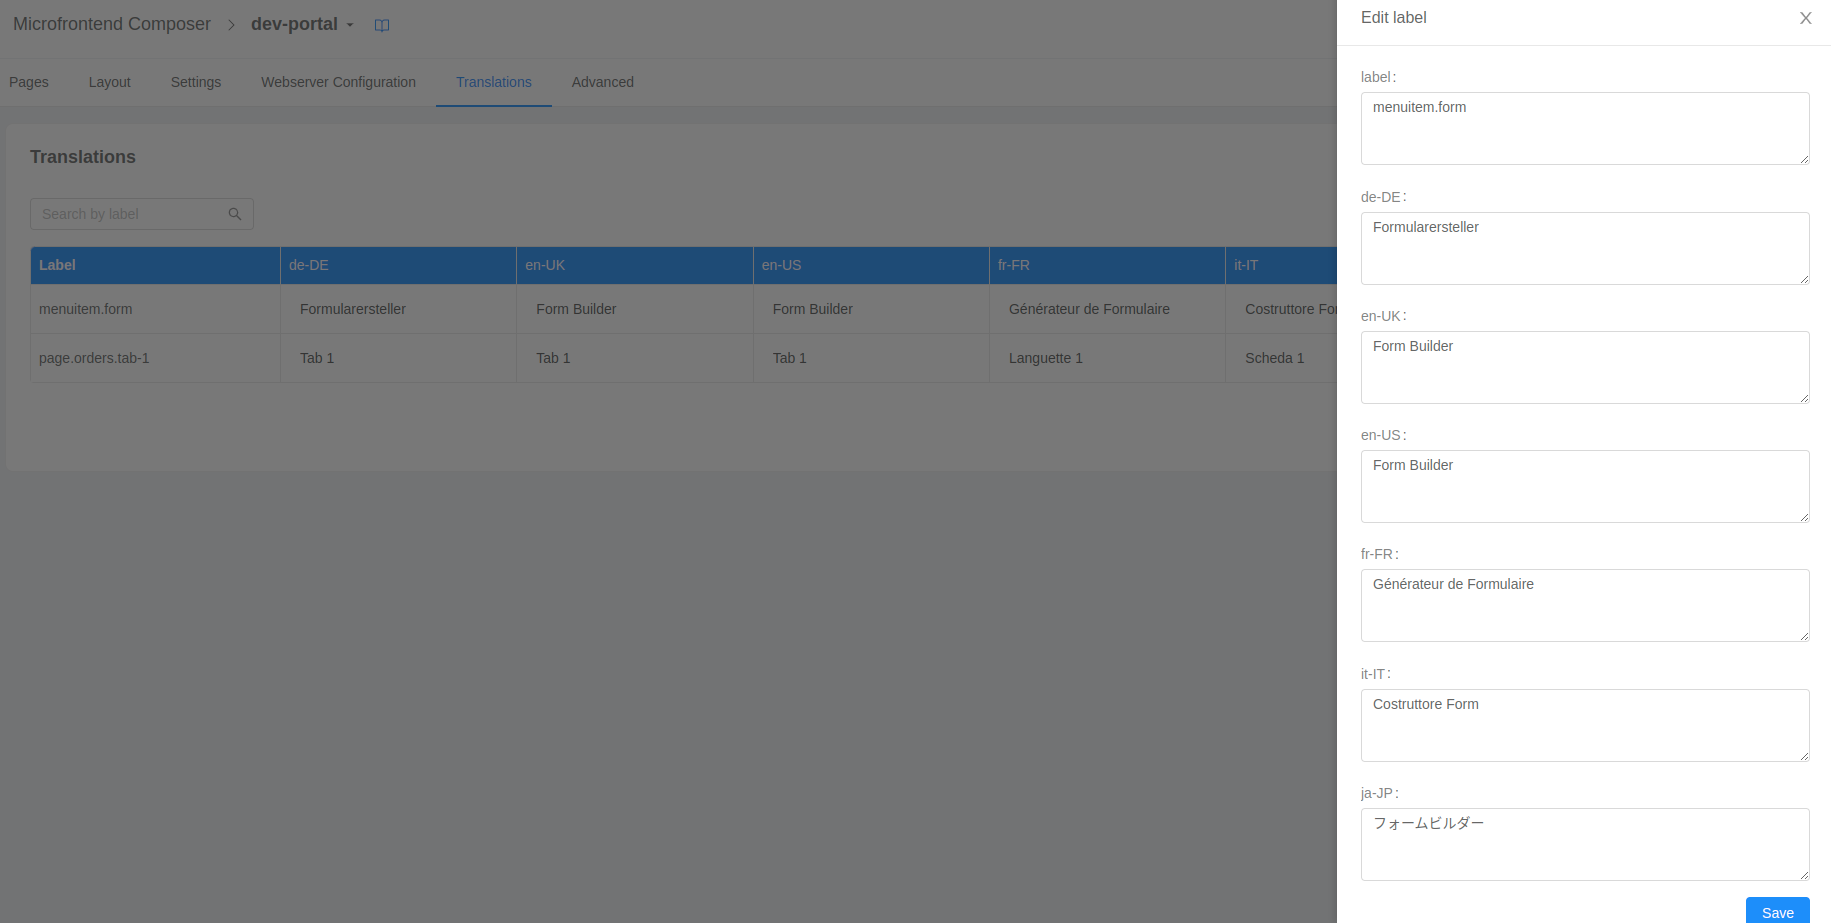 Microfrontend Composer > dev-portal
Pages Layout Settings Webserver Configuration Translations Advanced
Translations
Search by label
Label de-DE en-UK en-US fr-FR it-IT
menuitem.form Formularersteller Form Builder Form Builder Générateur de Formulaire Costruttore
page.orders.tab-1 Tab 1 Tab 1 Tab 1 Languette 1 Scheda 1
Edit label
label:
menuitem.form
de-DE:
Formularersteller
en-UK:
Form Builder
en-US:
Form Builder
fr-FR:
Générateur de Formulaire
it-IT:
Costruttore Form
ja-JP:
フォームビルダー
Save